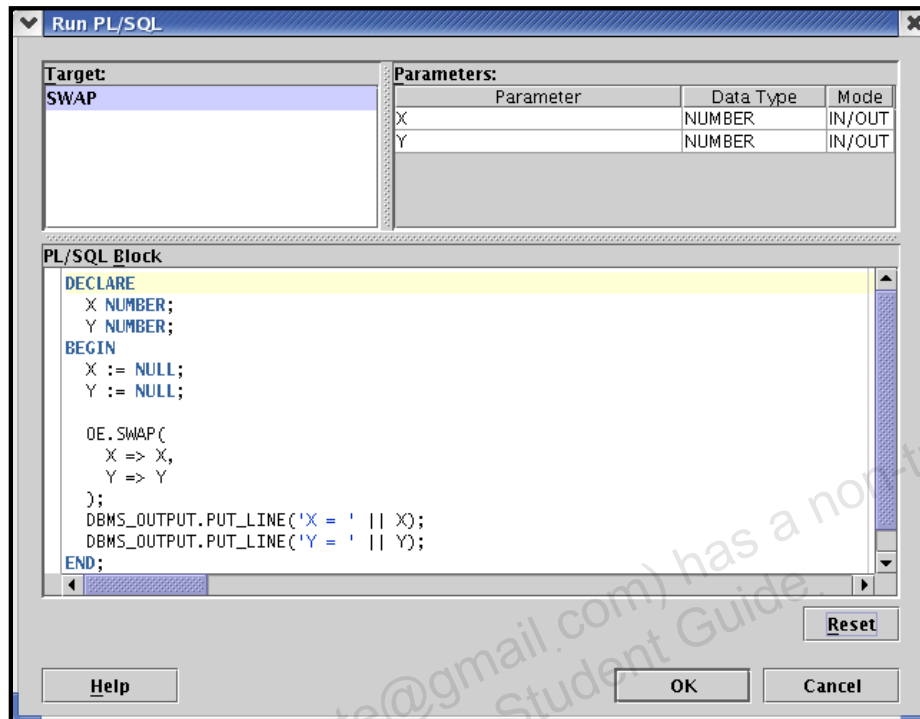 Run PL/SQL
Target:
SWAP
Parameters:
Parameter Data Type Mode
X NUMBER IN/OUT
Y NUMBER IN/OUT
PL/SQL Block
DECLARE
X NUMBER;
Y NUMBER;
BEGIN
X := NULL;
Y := NULL;
OE.SWAP(
X => X,
Y => Y
);
DBMS_OUTPUT.PUT_LINE('X = ' || X);
DBMS_OUTPUT.PUT_LINE('Y = ' || Y);
END;
Reset
Help
OK
Cancel
@gmail.com) has a
Student Guide.